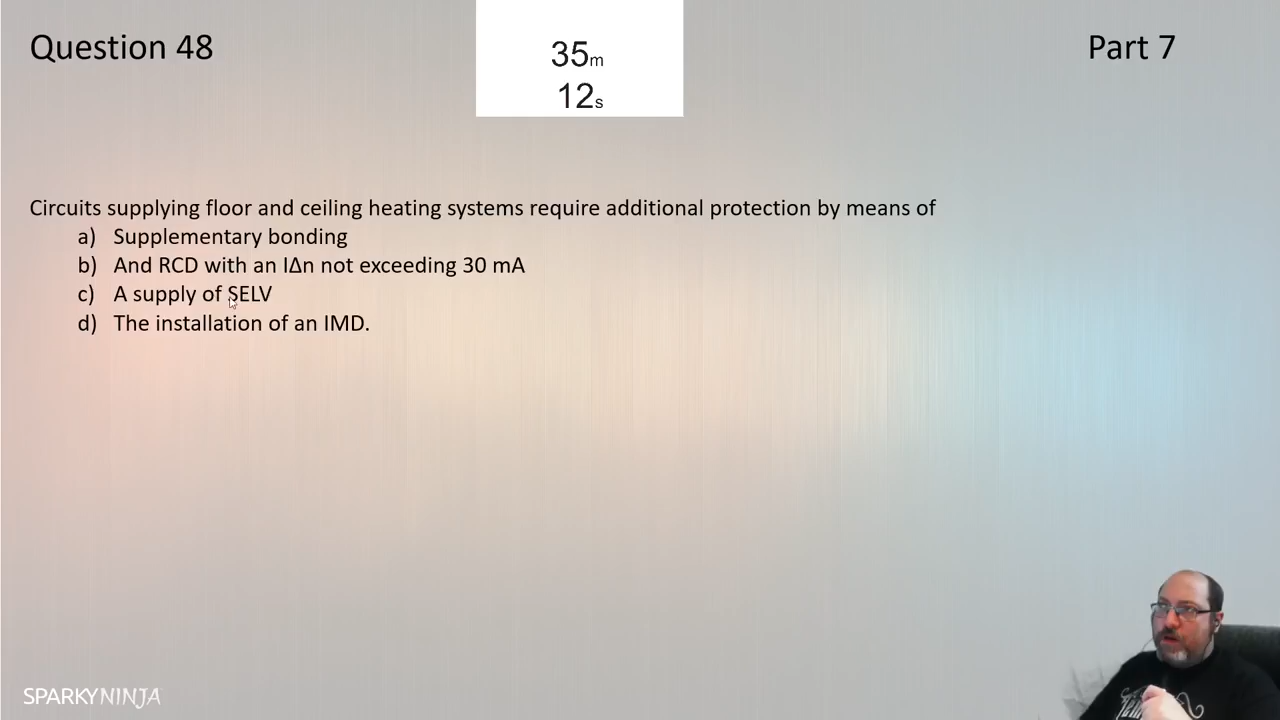 Question 48
35m
12s
Part 7
Circuits supplying floor and ceiling heating systems require additional protection by means of
a) Supplementary bonding
b) And RCD with an IΔn not exceeding 30 mA
c) A supply of SELV
d) The installation of an IMD.
SPARKYNINJA